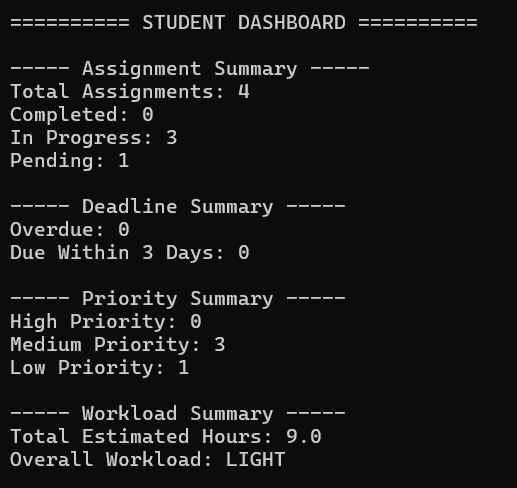 ========== STUDENT DASHBOARD ==========
----- Assignment Summary -----
Total Assignments: 4
Completed: 0
In Progress: 3
Pending: 1
----- Deadline Summary -----
Overdue: 0
Due Within 3 Days: 0
----- Priority Summary -----
High Priority: 0
Medium Priority: 3
Low Priority: 1
----- Workload Summary -----
Total Estimated Hours: 9.0
Overall Workload: LIGHT